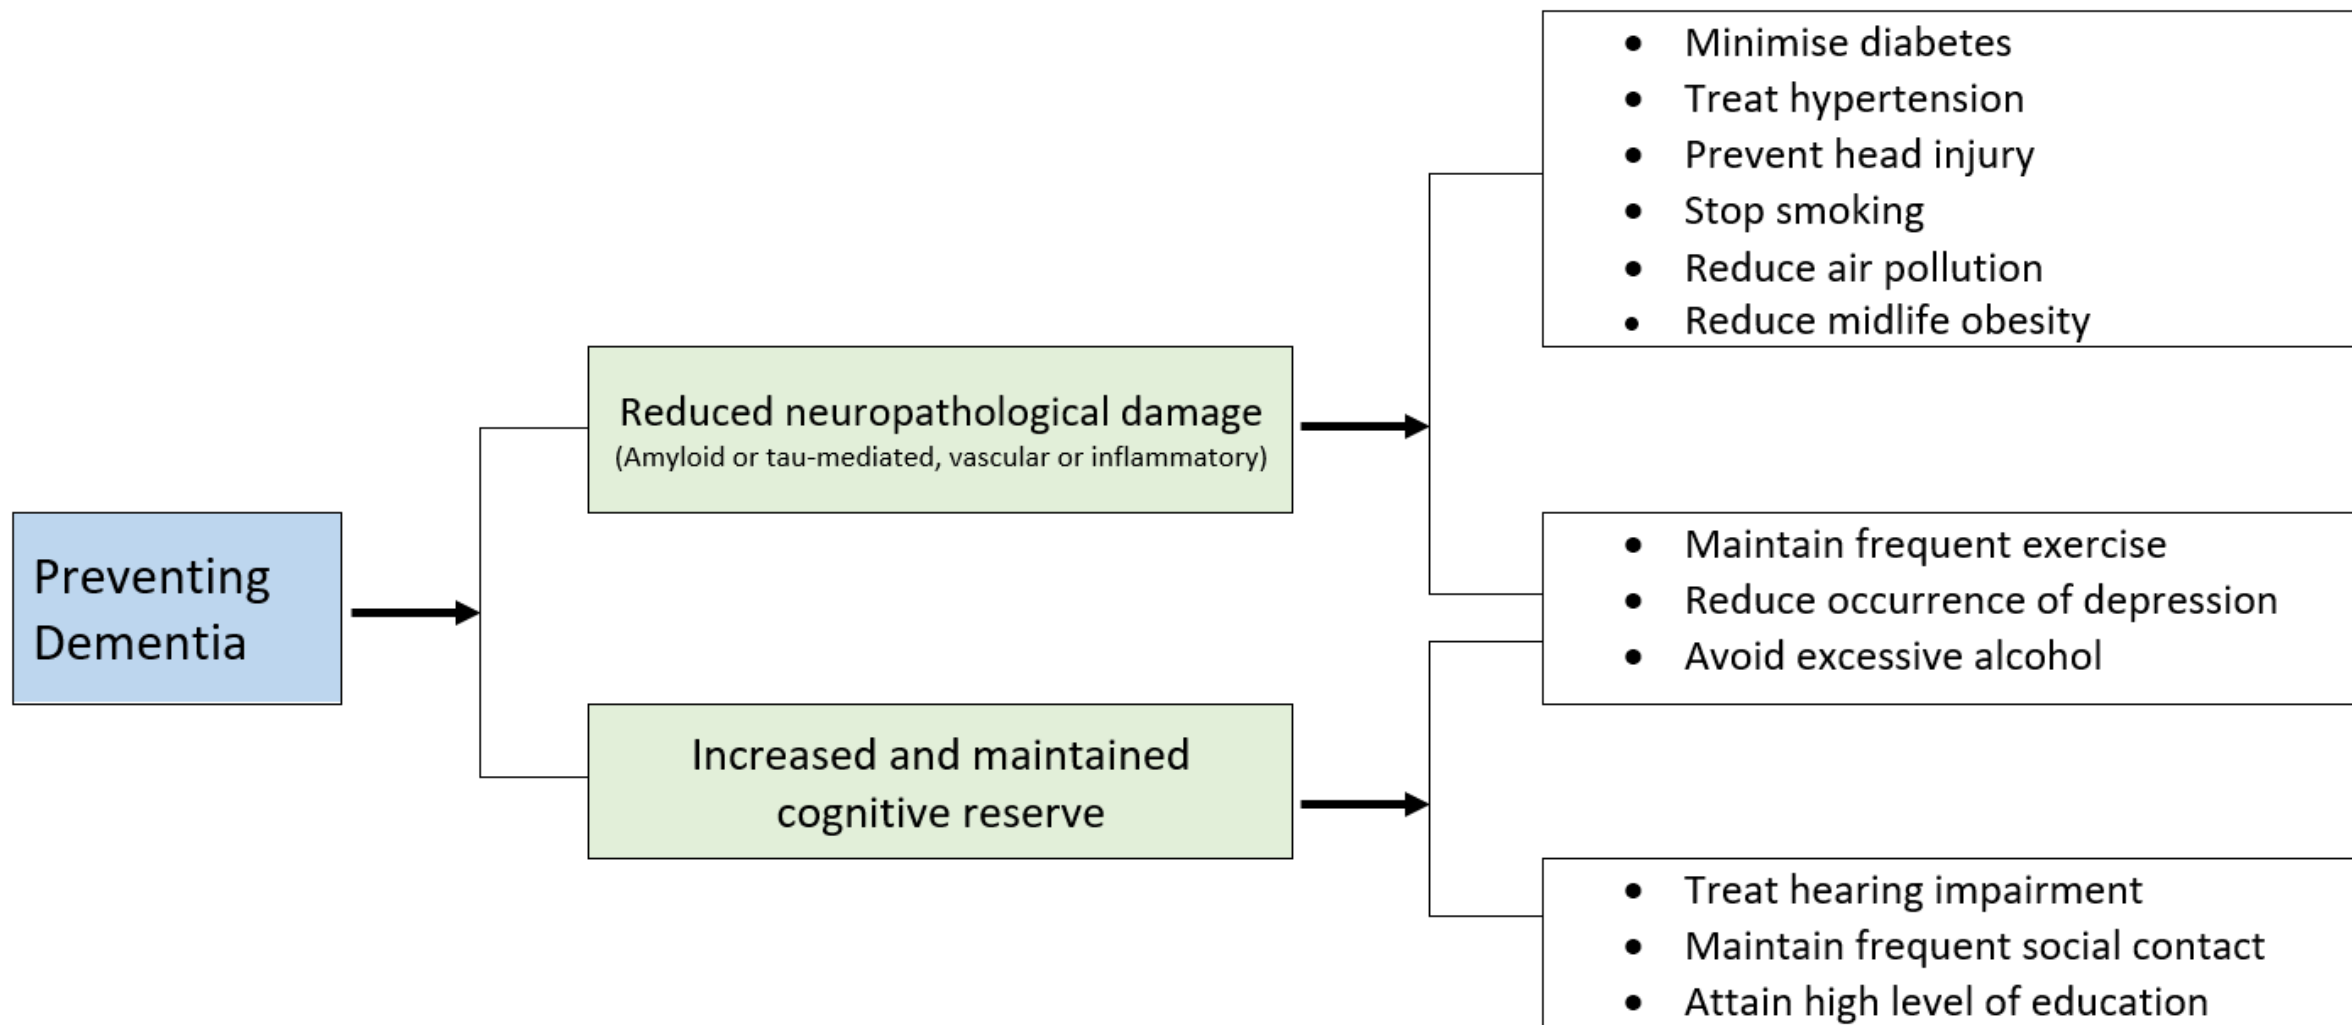 Preventing
Dementia
Reduced neuropathological damage
(Amyloid or tau-mediated, vascular or inflammatory)
Increased and maintained
cognitive reserve
• Minimise diabetes
• Treat hypertension
• Prevent head injury
• Stop smoking
• Reduce air pollution
• Reduce midlife obesity
• Maintain frequent exercise
• Reduce occurrence of depression
• Avoid excessive alcohol
• Treat hearing impairment
• Maintain frequent social contact
• Attain high level of education